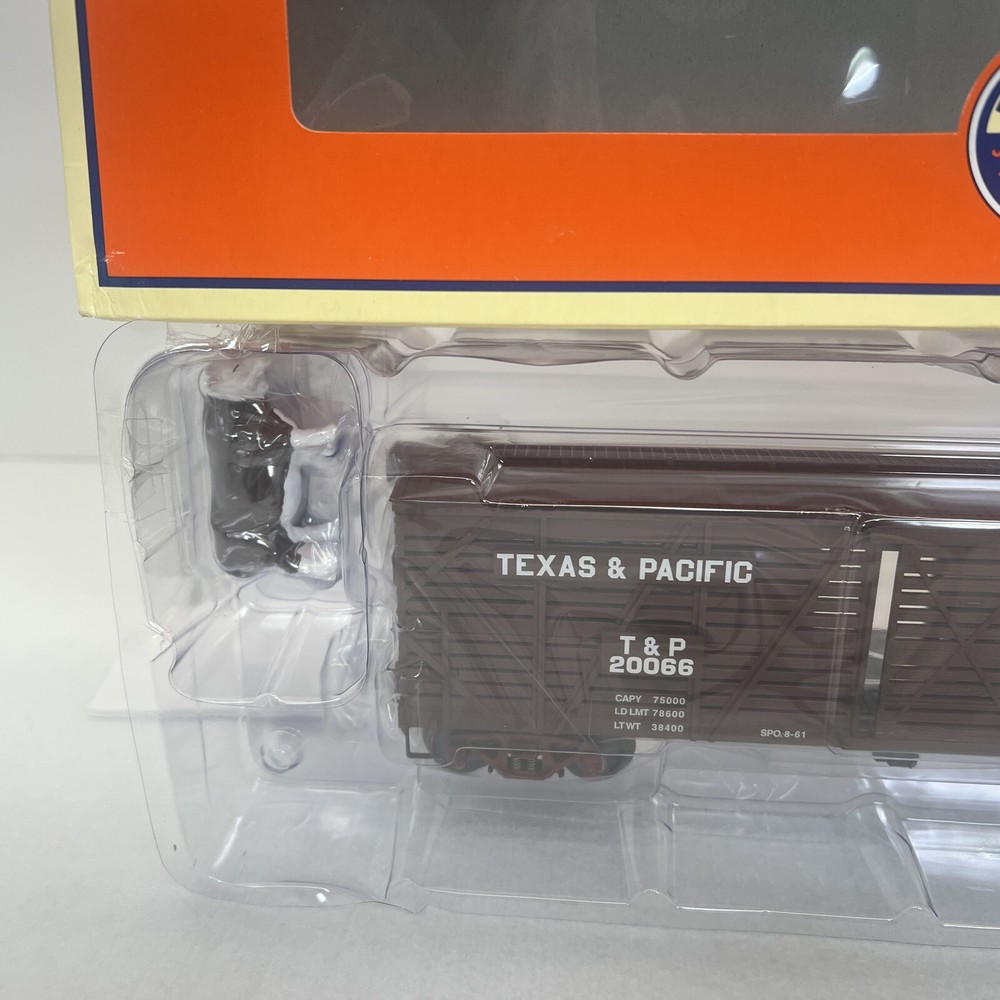 TEXAS & PACIFIC
T & P
20066
CAPY 75000
LD LMT 78600
LT WT 38400
SPO. 8-61